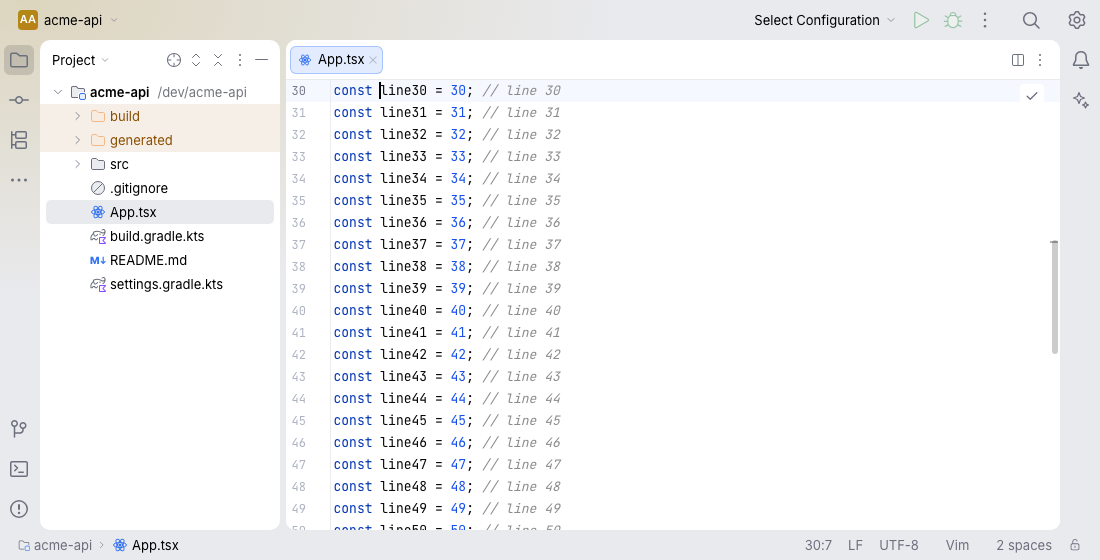 AA acme-api
Select Configuration
Project
App.tsx
acme-api /dev/acme-api
build
generated
src
.gitignore
App.tsx
build.gradle.kts
M↓ README.md
settings.gradle.kts
30 const line30 = 30; // line 30
31 const line31 = 31; // line 31
32 const line32 = 32; // line 32
33 const line33 = 33; // line 33
34 const line34 = 34; // line 34
35 const line35 = 35; // line 35
36 const line36 = 36; // line 36
37 const line37 = 37; // line 37
38 const line38 = 38; // line 38
39 const line39 = 39; // line 39
40 const line40 = 40; // line 40
41 const line41 = 41; // line 41
42 const line42 = 42; // line 42
43 const line43 = 43; // line 43
44 const line44 = 44; // line 44
45 const line45 = 45; // line 45
46 const line46 = 46; // line 46
47 const line47 = 47; // line 47
48 const line48 = 48; // line 48
49 const line49 = 49; // line 49
50 const line50 = 50; // line 50
acme-api App.tsx
30:7 LF UTF-8 Vim 2 spaces